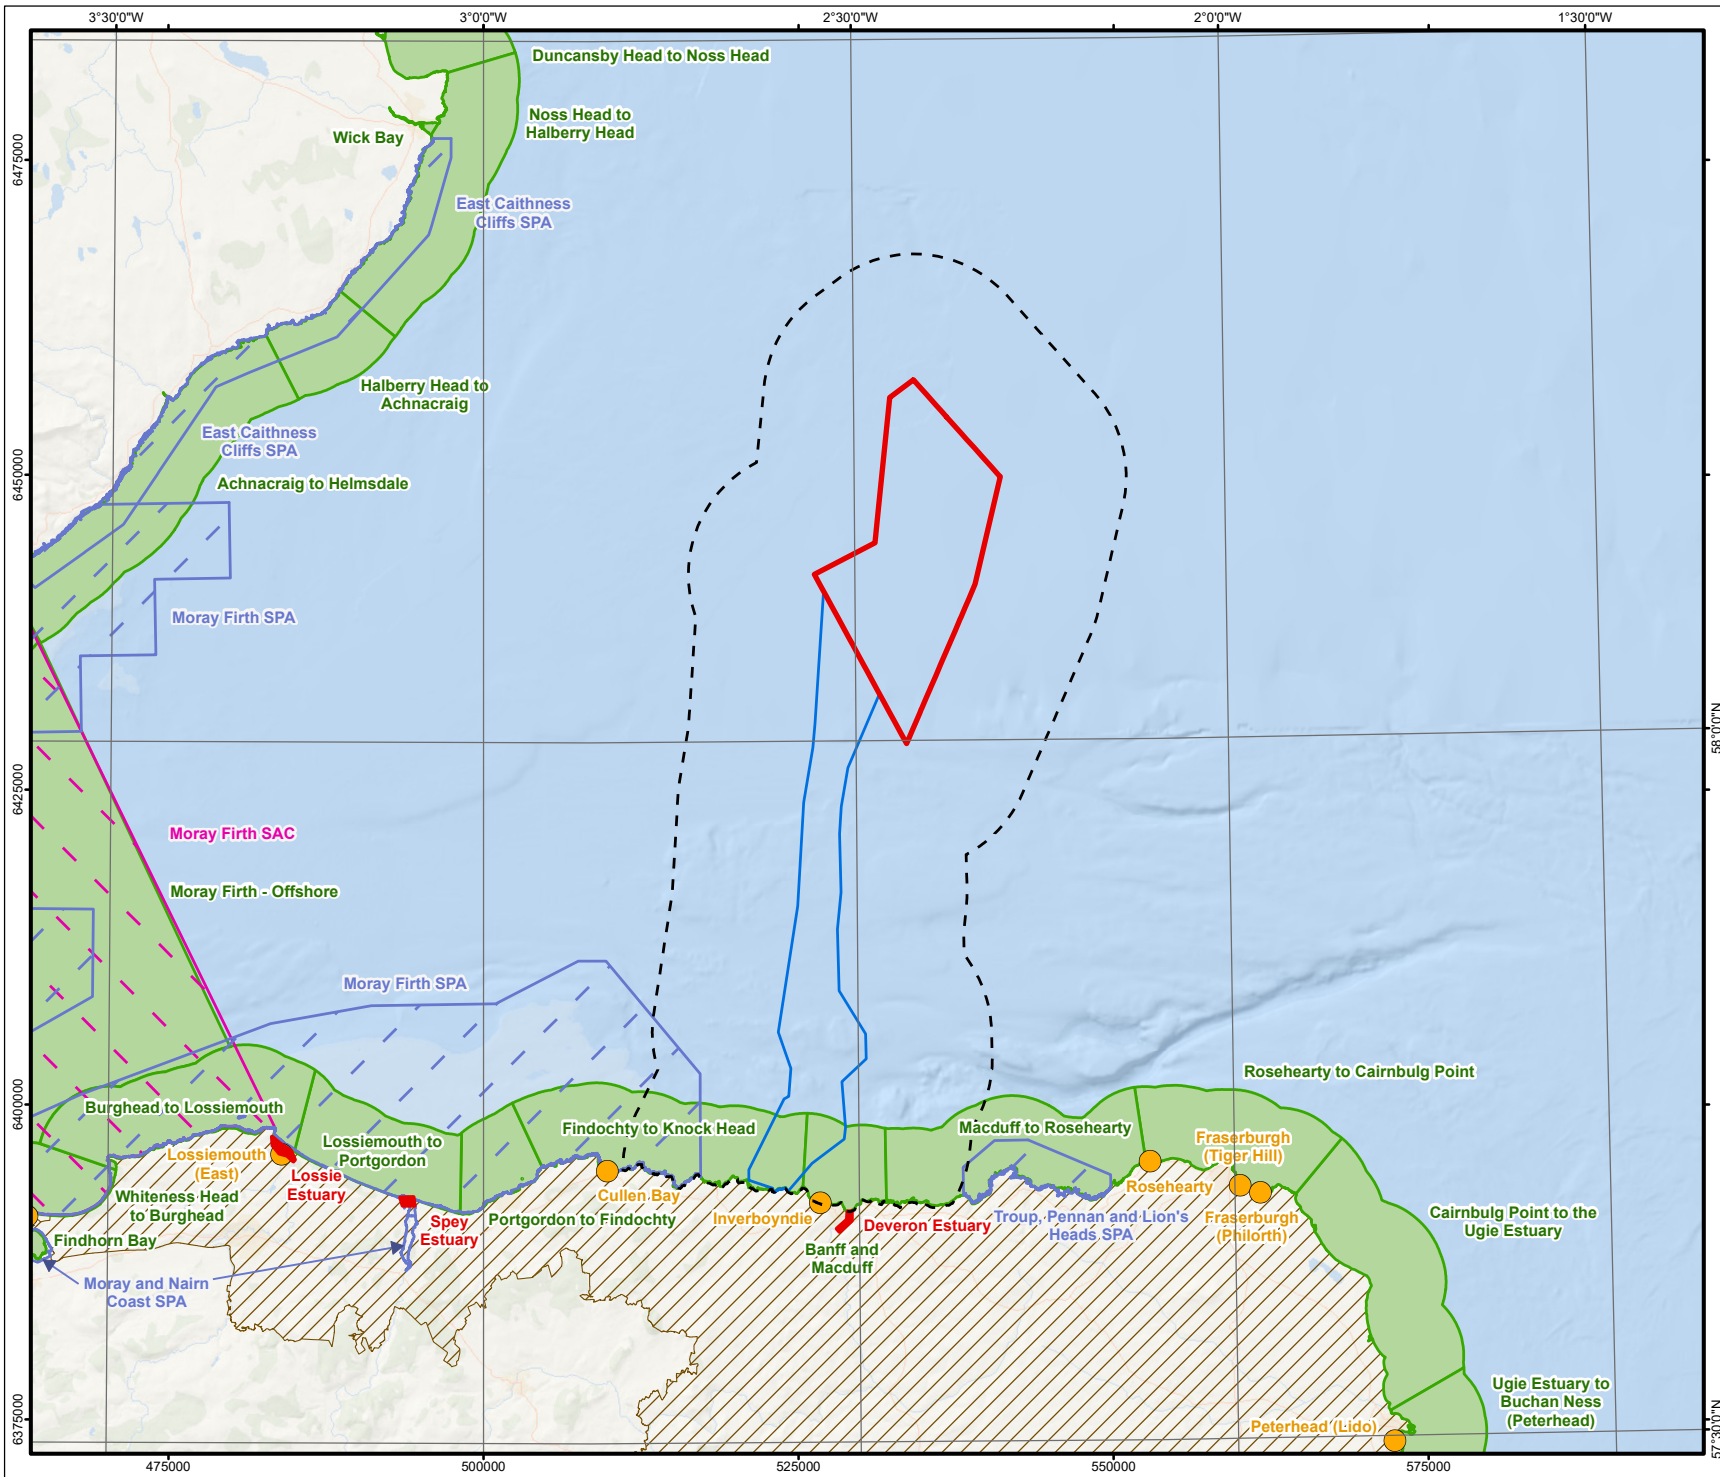 3°30'0"W
3°0'0"W
2°30'0"W
2°0'0"W
1°30'0"W
Duncansby Head to Noss Head
Noss Head to
Halberry Head
Wick Bay
6475000
East Caithness
Cliffs SPA
Halberry Head to
Achnacraig
East Caithness
Cliffs SPA
6450000
Achnacraig to Helmsdale
Moray Firth SPA
58°0'0"N
6425000
Moray Firth SAC
Moray Firth - Offshore
Moray Firth SPA
Rosehearty to Cairnbulg Point
6400000
Burghead to Lossiemouth
Lossiemouth to
Portgordon
Findochty to Knock Head
Macduff to Rosehearty
Fraserburgh
(Tiger Hill)
Lossiemouth
(East)
Lossie
Estuary
Rosehearty
Whiteness Head
to Burghead
Cullen Bay
Inverboyndie
Deveron Estuary
Troup, Pennan and Lion's
Heads SPA
Fraserburgh
(Philorth)
Cairnbulg Point to the
Ugie Estuary
Spey
Estuary
Portgordon to Findochty
Findhorn Bay
Banff and
Macduff
Moray and Nairn
Coast SPA
Ugie Estuary to
Buchan Ness
(Peterhead)
Peterhead (Lido)
6375000
57°30'0"N
475000
500000
525000
550000
575000